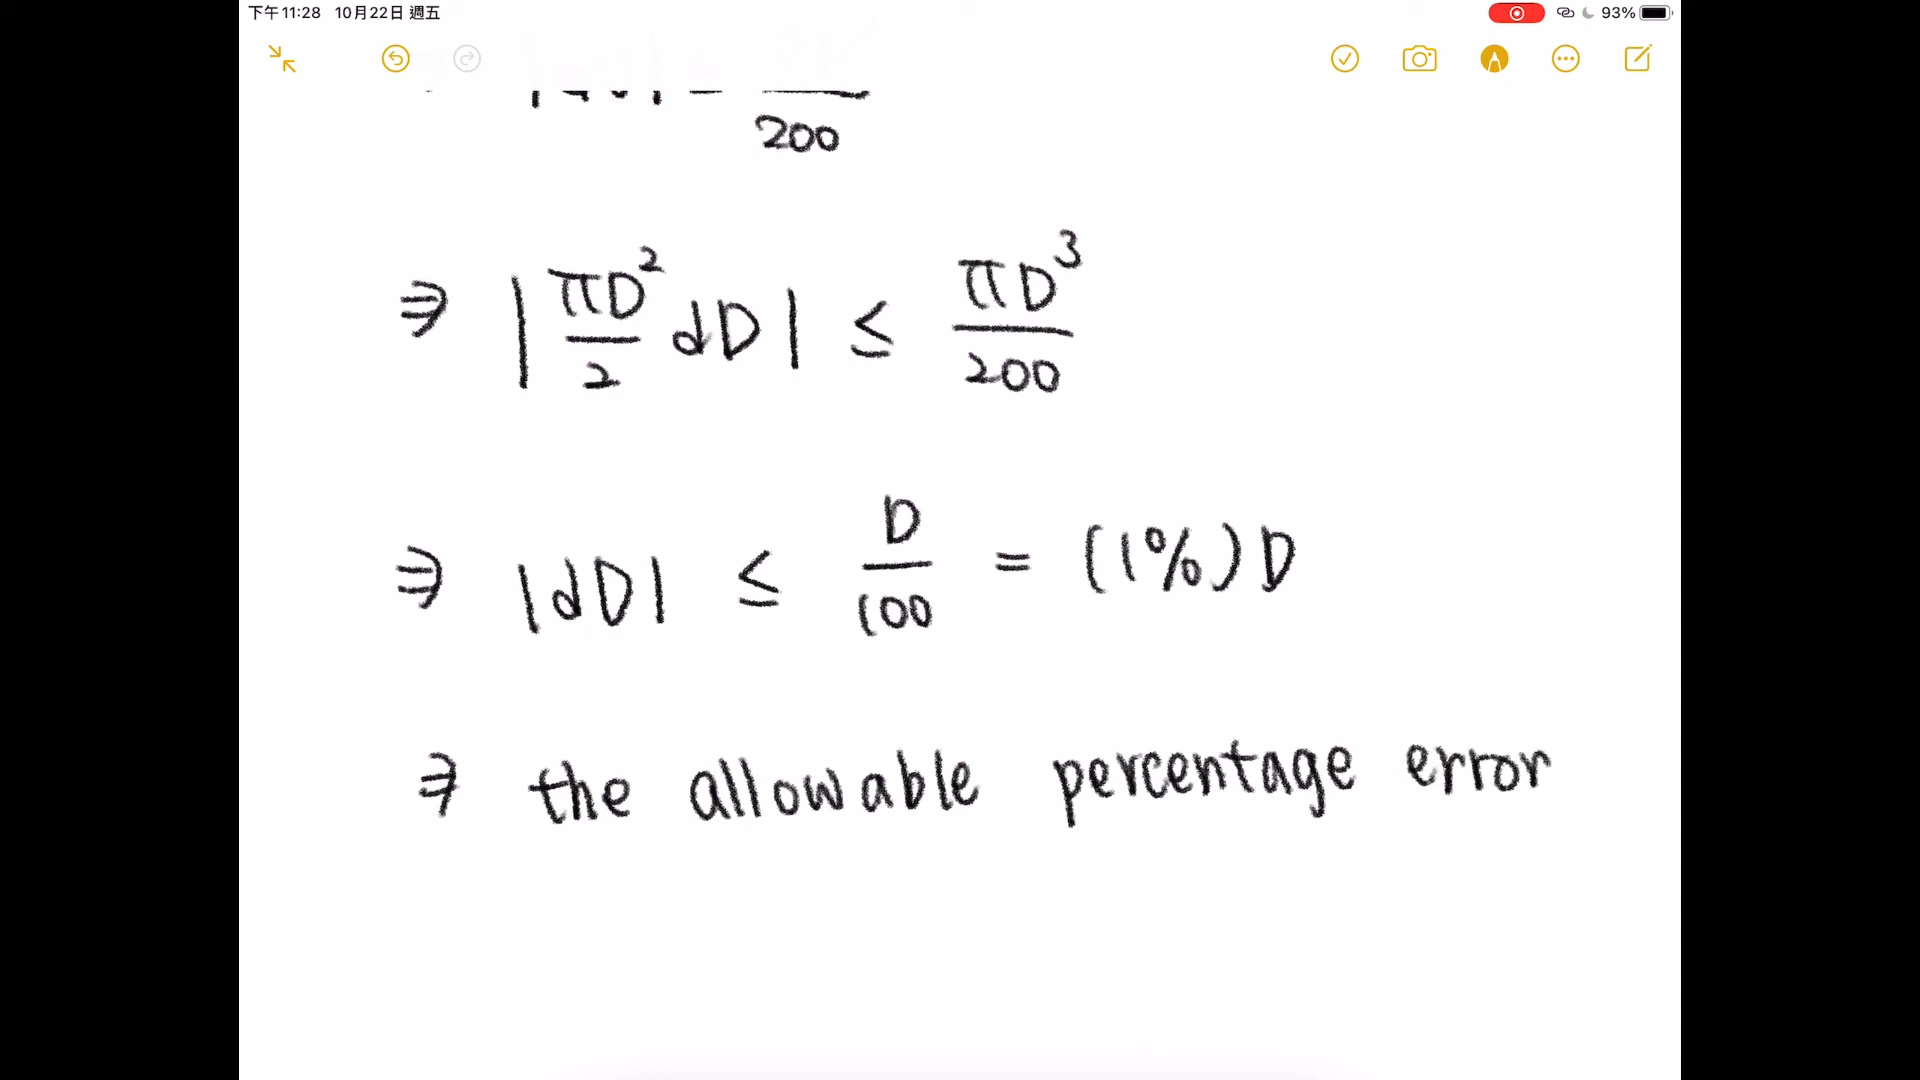 下午11:28 10月22日 週五 93%
200
⇒ |πD²/2 dD| ≤ πD³/200
⇒ |dD| ≤ D/100 = (1%)D
⇒ the allowable percentage error